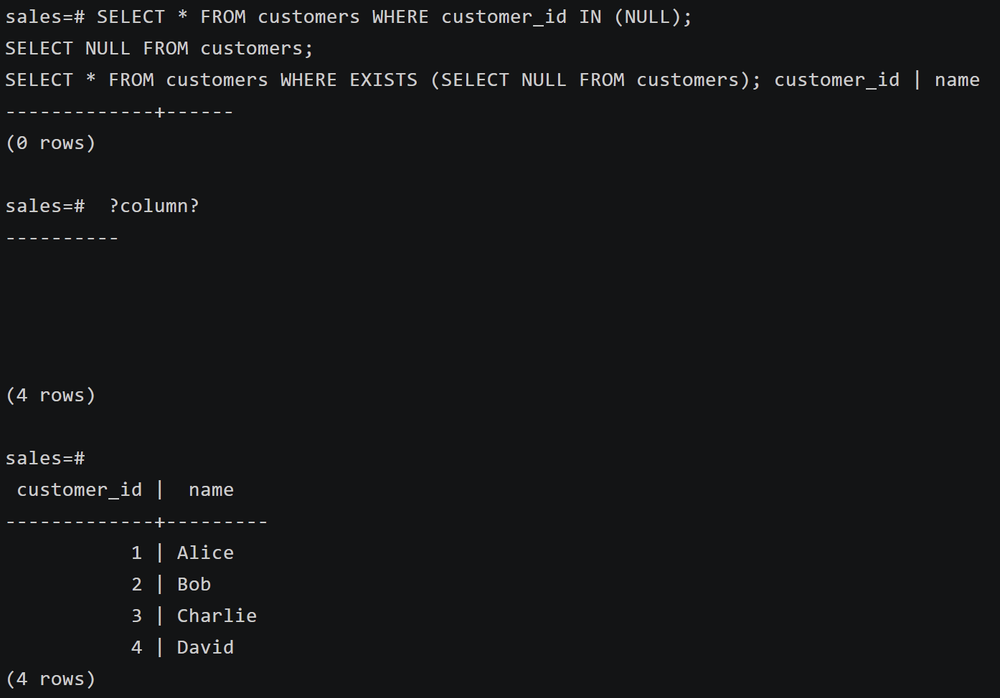 sales=# SELECT * FROM customers WHERE customer_id IN (NULL);
SELECT NULL FROM customers;
SELECT * FROM customers WHERE EXISTS (SELECT NULL FROM customers); customer_id | name
-------------+------
(0 rows)

sales=#  ?column?
----------




(4 rows)

sales=#
 customer_id |  name
-------------+---------
           1 | Alice
           2 | Bob
           3 | Charlie
           4 | David
(4 rows)